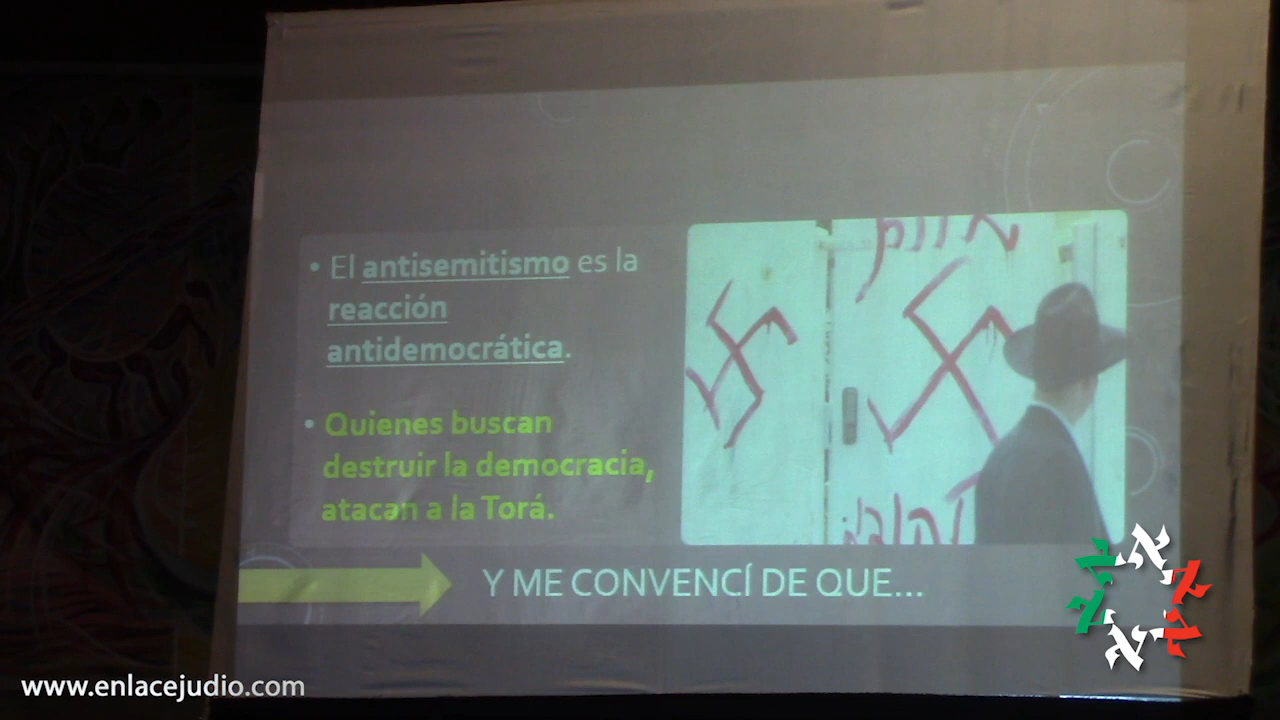 • El antisemitismo es la
reacción
antidemocrática.
• Quienes buscan
destruir la democracia,
atacan a la Torá.
Y ME CONVENCÍ DE QUE...
www.enlacejudio.com